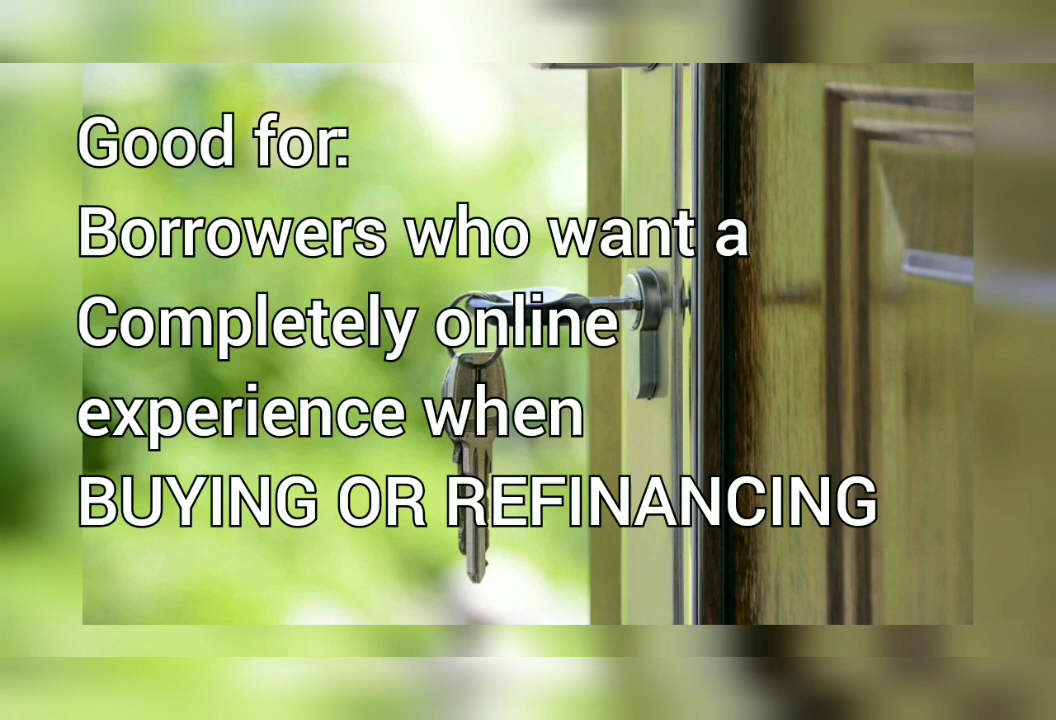 Good for:
Borrowers who want a
Completely online
experience when
BUYING OR REFINANCING